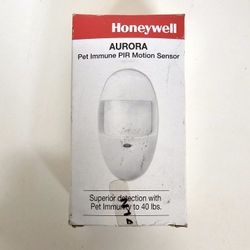 Honeywell
AURORA
Pet Immune PIR Motion Sensor
Superior detection with
Pet Immunity to 40 lbs.